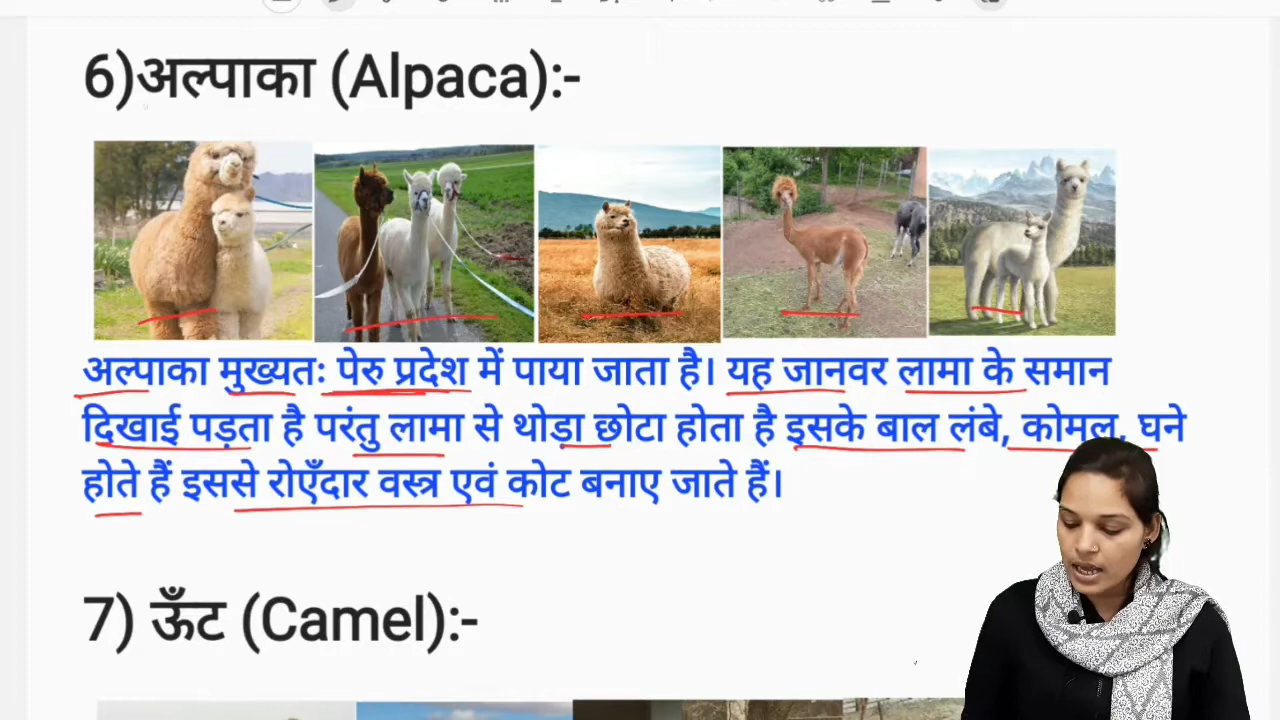 6)अल्पाका (Alpaca):-
अल्पाका मुख्यतः पेरु प्रदेश में पाया जाता है। यह जानवर लामा के समान
दिखाई पड़ता है परंतु लामा से थोड़ा छोटा होता है इसके बाल लंबे, कोमल, घने
होते हैं इससे रोएँदार वस्त्र एवं कोट बनाए जाते हैं।
7) ऊँट (Camel):-